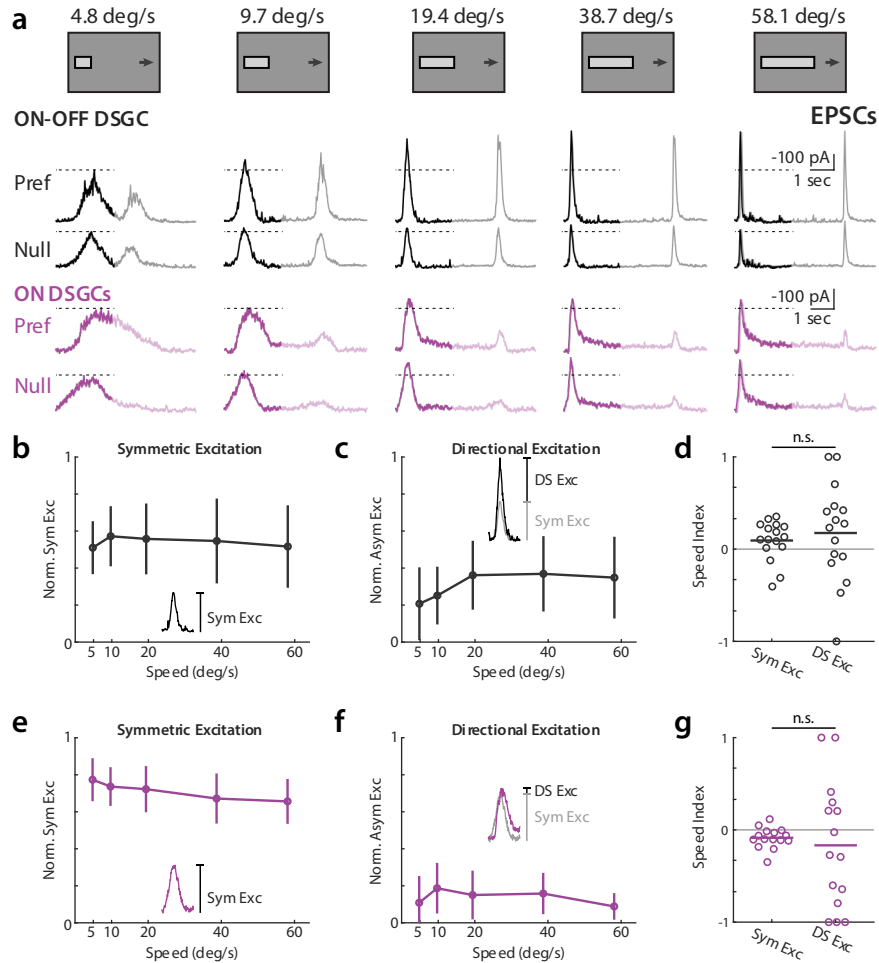 a
4.8 deg/s 9.7 deg/s 19.4 deg/s 38.7 deg/s 58.1 deg/s
ON-OFF DSGC EPSCs
Pref
-100 pA
1 sec
Null
ON DSGCs
Pref
-100 pA
1 sec
Null
b
Symmetric Excitation
Norm. Sym Exc
1
0
Sym Exc
5 10 20 40 60
Speed (deg/s)
c
Directional Excitation
Norm. Asym Exc
1
0
DS Exc
Sym Exc
5 10 20 40 60
Speed (deg/s)
d
n.s.
Speed Index
1
0
-1
Sym Exc DS Exc
e
Symmetric Excitation
Norm. Sym Exc
1
0
Sym Exc
5 10 20 40 60
Speed (deg/s)
f
Directional Excitation
Norm. Asym Exc
1
0
DS Exc
Sym Exc
5 10 20 40 60
Speed (deg/s)
g
n.s.
Speed Index
1
0
-1
Sym Exc DS Exc